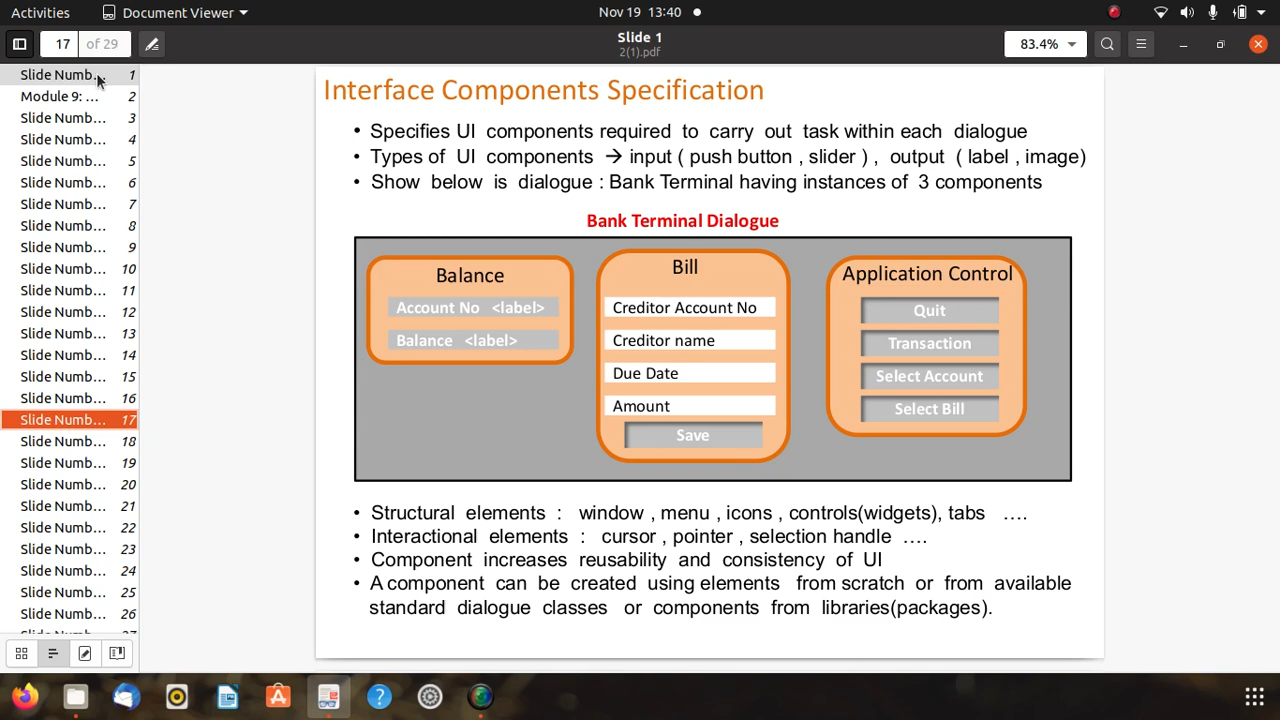 Activities
Document Viewer
Nov 19 13:40
17
of 29
Slide 1
2(1).pdf
83.4%
Slide Numb... 1
Module 9: ... 2
Slide Numb... 3
Slide Numb... 4
Slide Numb... 5
Slide Numb... 6
Slide Numb... 7
Slide Numb... 8
Slide Numb... 9
Slide Numb... 10
Slide Numb... 11
Slide Numb... 12
Slide Numb... 13
Slide Numb... 14
Slide Numb... 15
Slide Numb... 16
Slide Numb... 17
Slide Numb... 18
Slide Numb... 19
Slide Numb... 20
Slide Numb... 21
Slide Numb... 22
Slide Numb... 23
Slide Numb... 24
Slide Numb... 25
Slide Numb... 26
Interface Components Specification
• Specifies UI components required to carry out task within each dialogue
• Types of UI components → input ( push button , slider ) , output ( label , image)
• Show below is dialogue : Bank Terminal having instances of 3 components
Bank Terminal Dialogue
Balance
Account No <label>
Balance <label>
Bill
Creditor Account No
Creditor name
Due Date
Amount
Save
Application Control
Quit
Transaction
Select Account
Select Bill
• Structural elements : window , menu , icons , controls(widgets), tabs ….
• Interactional elements : cursor , pointer , selection handle ….
• Component increases reusability and consistency of UI
• A component can be created using elements from scratch or from available
standard dialogue classes or components from libraries(packages).